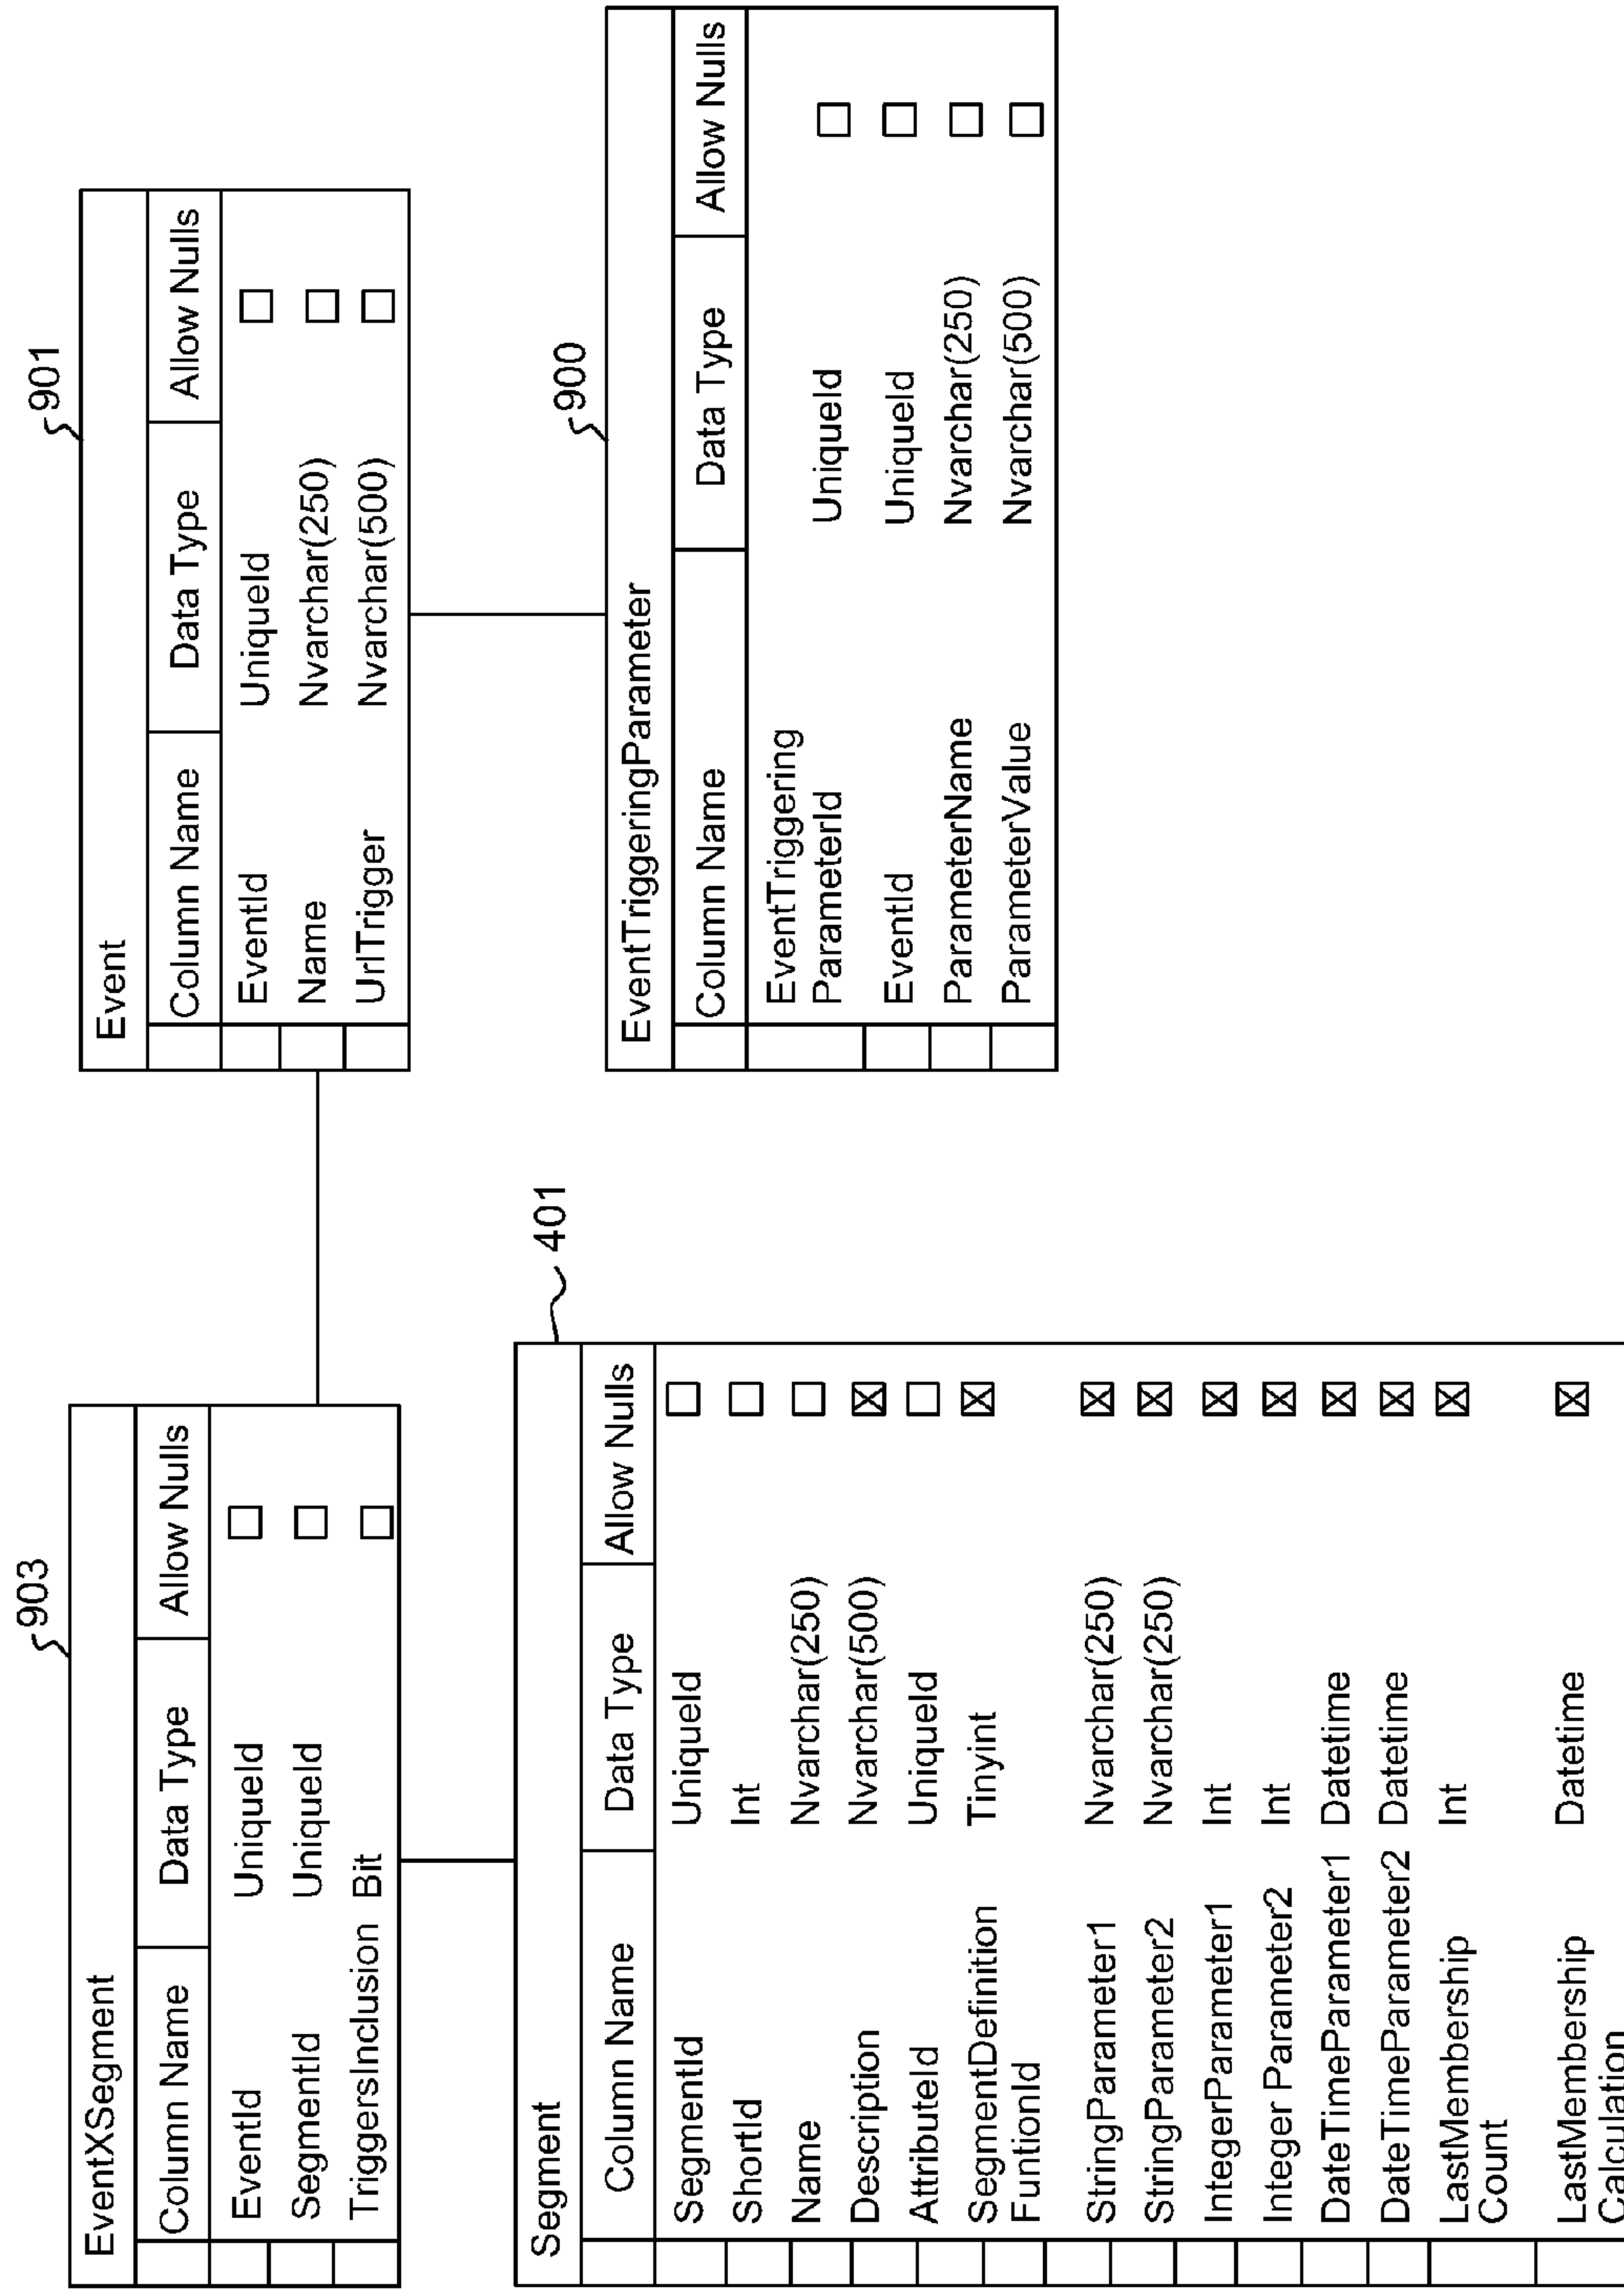 903
EventXSegment
Column Name Data Type Allow Nulls
EventId UniqueId
SegmentId UniqueId
TriggersInclusion Bit
901
Event
Column Name Data Type Allow Nulls
EventId UniqueId
Name Nvarchar(250)
UrlTrigger Nvarchar(500)
401
Segment
Column Name Data Type Allow Nulls
SegmentId UniqueId
ShortId Int
Name Nvarchar(250)
Description Nvarchar(500)
AttributeId UniqueId
SegmentDefinition Tinyint
FuntionId
StringParameter1 Nvarchar(250)
StringParameter2 Nvarchar(250)
IntegerParameter1 Int
Integer Parameter2 Int
DateTimeParameter1 Datetime
DateTimeParameter2 Datetime
LastMembership Int
Count
LastMembership Datetime
Calculation
900
EventTriggeringParameter
Column Name Data Type Allow Nulls
EventTriggering
ParameterId UniqueId
EventId UniqueId
ParameterName Nvarchar(250)
ParameterValue Nvarchar(500)